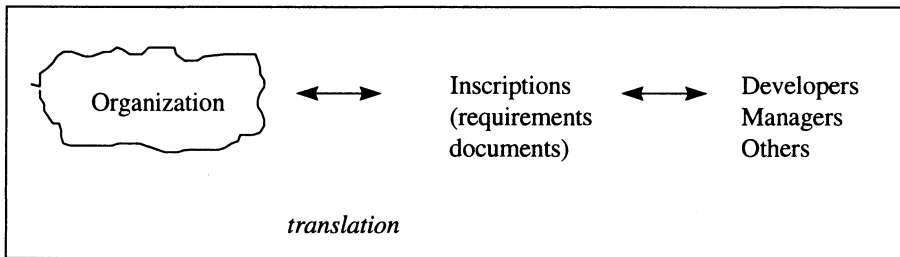 Organization
Inscriptions
(requirements
documents)
Developers
Managers
Others
translation